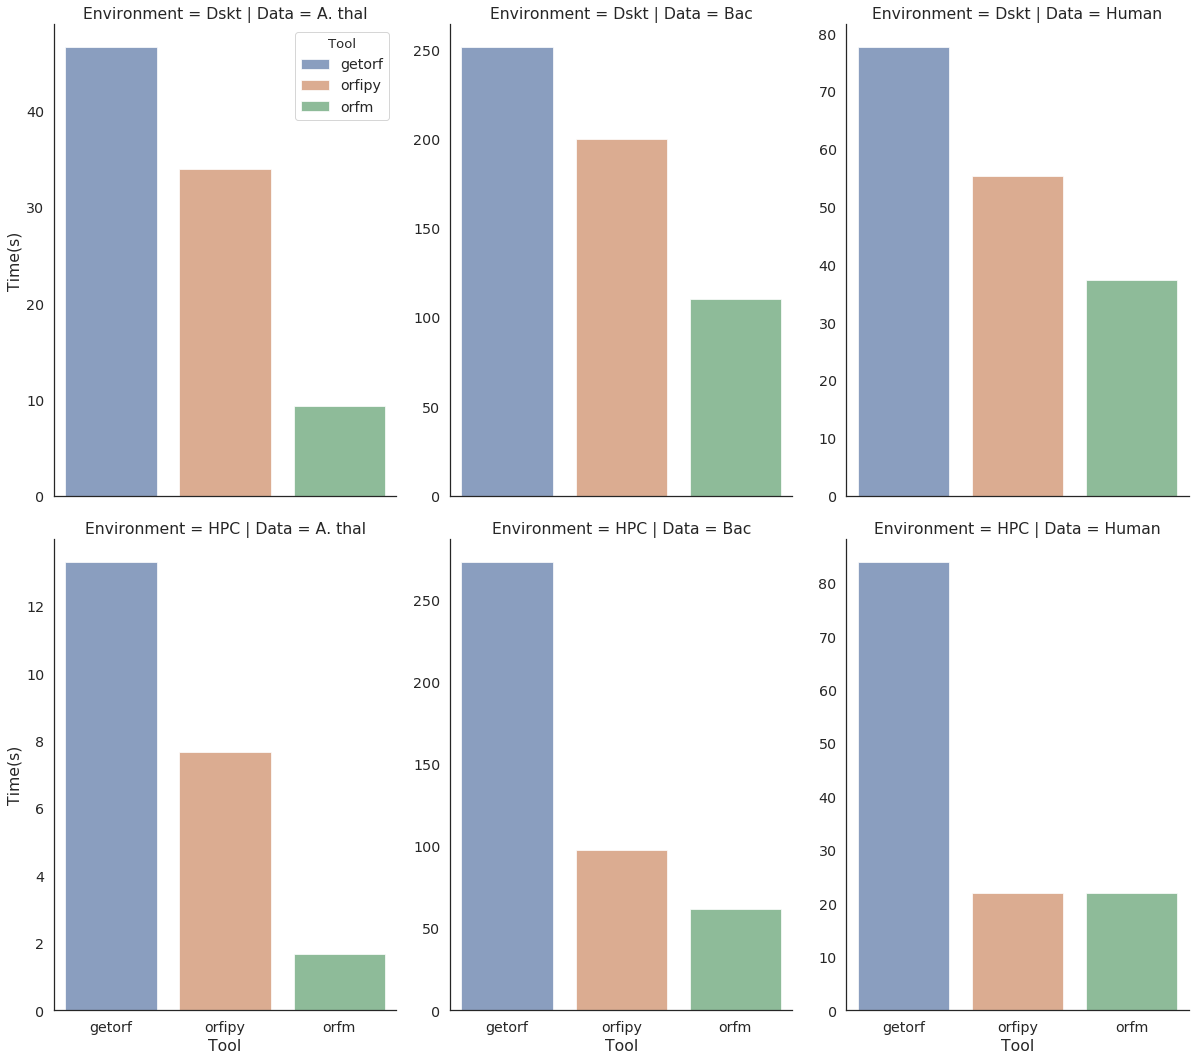 Environment = Dskt | Data = A. thal
Time(s)
40
30
20
10
0
Tool
getorf
orfipy
orfm
Environment = Dskt | Data = Bac
250
200
150
100
50
0
Environment = Dskt | Data = Human
80
70
60
50
40
30
20
10
0
Environment = HPC | Data = A. thal
Time(s)
12
10
8
6
4
2
0
getorf orfipy orfm
Tool
Environment = HPC | Data = Bac
250
200
150
100
50
0
getorf orfipy orfm
Tool
Environment = HPC | Data = Human
80
70
60
50
40
30
20
10
0
getorf orfipy orfm
Tool